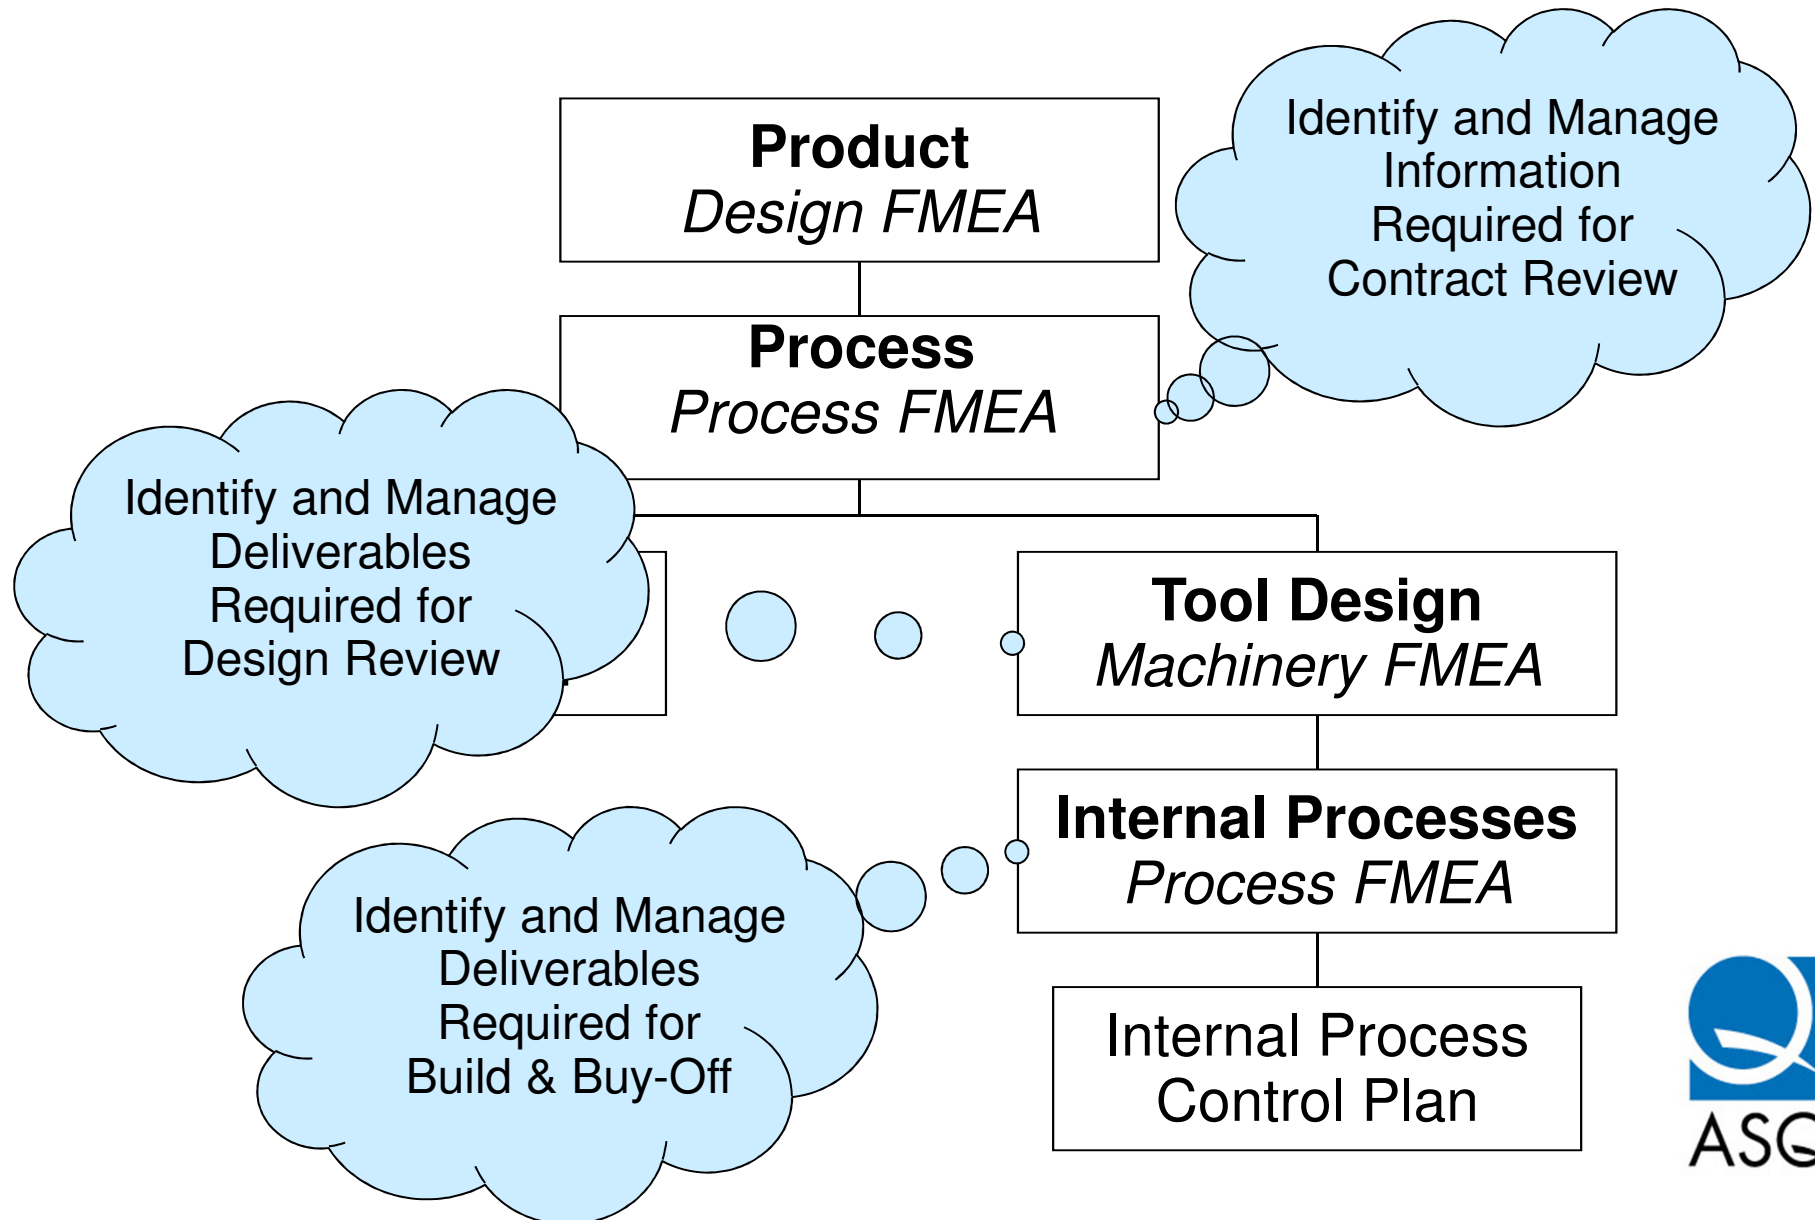 Product
Design FMEA
Identify and Manage
Information
Required for
Contract Review
Process
Process FMEA
Identify and Manage
Deliverables
Required for
Design Review
Tool Design
Machinery FMEA
Internal Processes
Process FMEA
Identify and Manage
Deliverables
Required for
Build & Buy-Off
Internal Process
Control Plan
ASQ